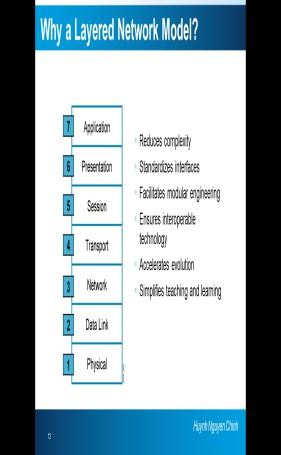 Why a Layered Network Model?
7 Application
6 Presentation
5 Session
4 Transport
3 Network
2 Data Link
1 Physical
Reduces complexity
Standardizes interfaces
Facilitates modular engineering
Ensures interoperable
technology
Accelerates evolution
Simplifies teaching and learning
Huynh Nguyen Chinh
12